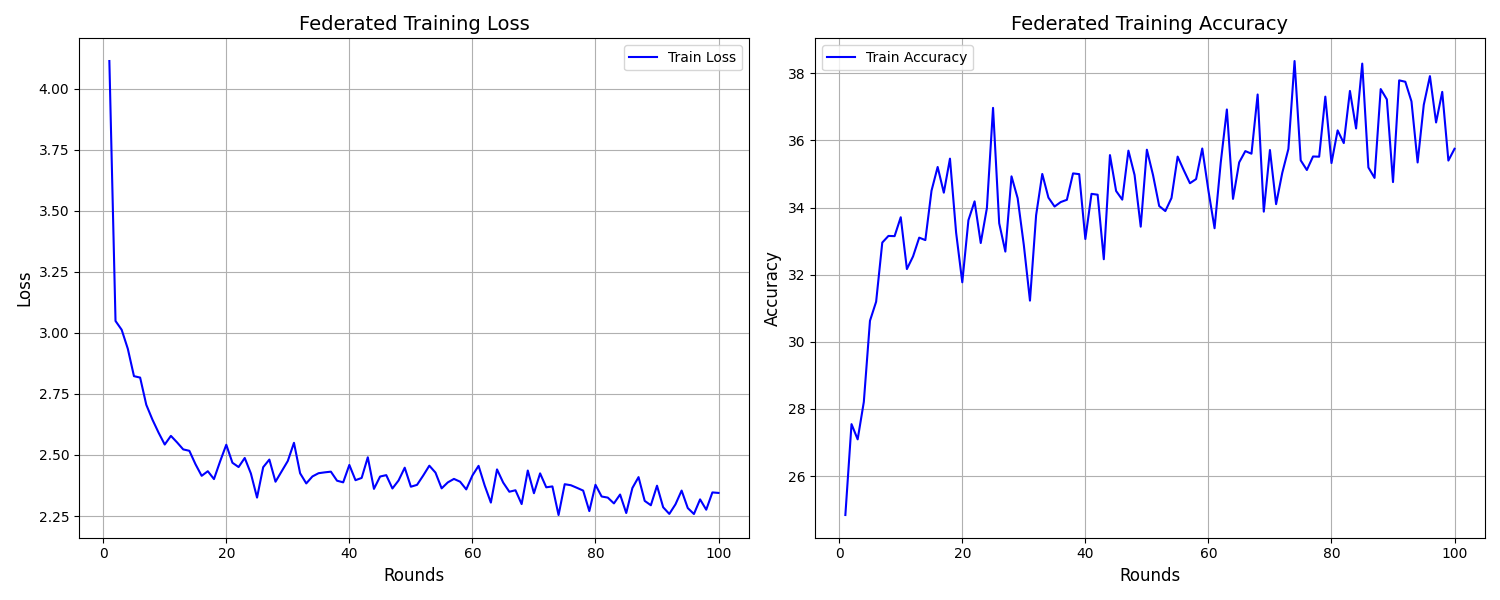 Federated Training Loss
Train Loss
4.00
3.75
3.50
3.25
3.00
2.75
2.50
2.25
Loss
0 20 40 60 80 100
Rounds
Federated Training Accuracy
Train Accuracy
38
36
34
32
30
28
26
Accuracy
0 20 40 60 80 100
Rounds